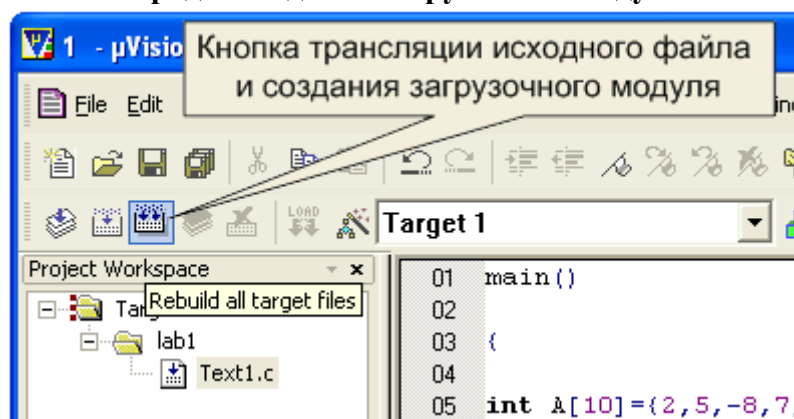 1 - µVisio
Кнопка трансляции исходного файла
и создания загрузочного модуля
File Edit
LOAD
Target 1
Project Workspace
Rebuild all target files
lab1
Text1.c
01 main()
02
03 {
04
05 int A[10]={2,5,-8,7